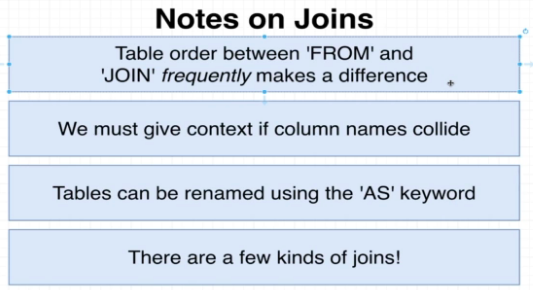 Notes on Joins
Table order between 'FROM' and
'JOIN' frequently makes a difference
We must give context if column names collide
Tables can be renamed using the 'AS' keyword
There are a few kinds of joins!